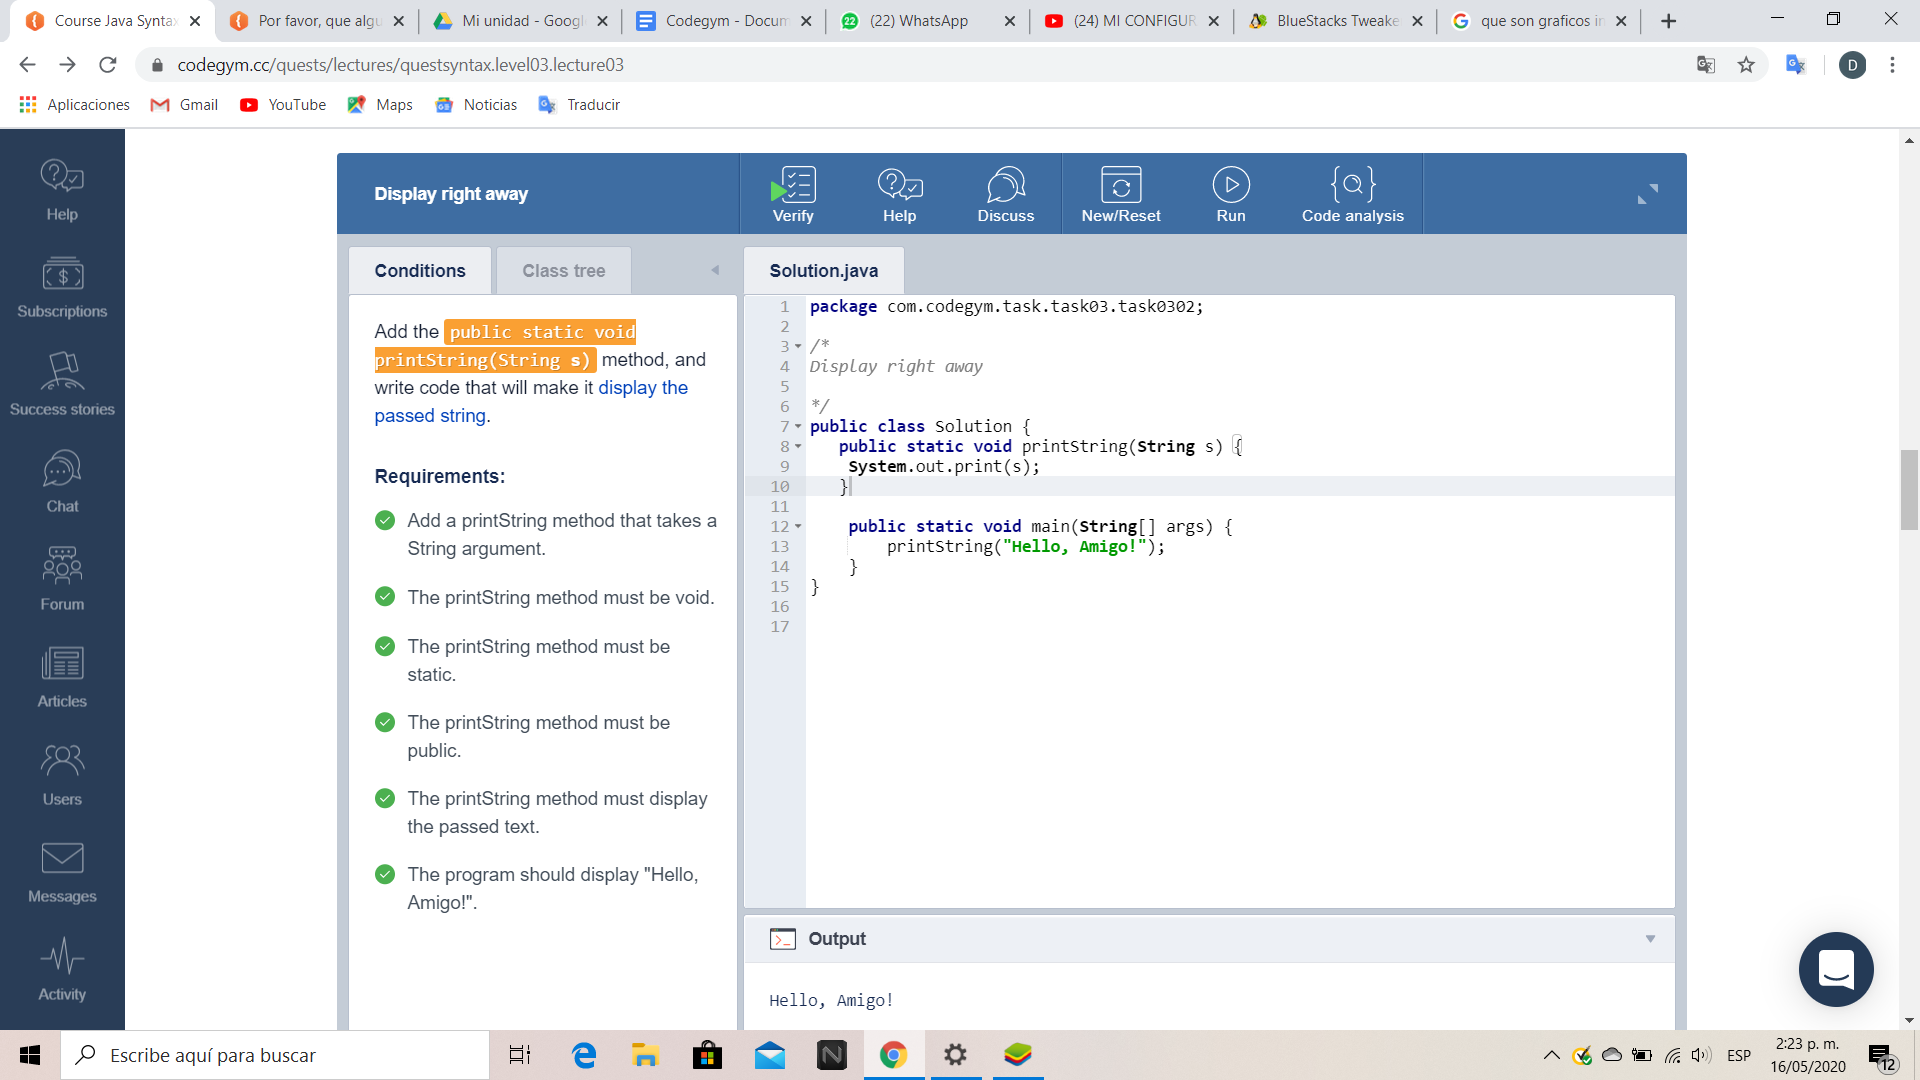 Course Java Syntax
Por favor, que algu
Mi unidad - Googl
Codegym - Docum
(22) WhatsApp
(24) MI CONFIGUR
BlueStacks Tweake
que son graficos in
codegym.cc/quests/lectures/questsyntax.level03.lecture03
D
Aplicaciones
Gmail
YouTube
Maps
Noticias
Traducir
Help
Subscriptions
Success stories
Chat
Forum
Articles
Users
Messages
Activity
Display right away
Verify
Help
Discuss
New/Reset
Run
Code analysis
Conditions
Class tree
Add the public static void
printString(String s) method, and
write code that will make it display the
passed string.
Requirements:
Add a printString method that takes a
String argument.
The printString method must be void.
The printString method must be
static.
The printString method must be
public.
The printString method must display
the passed text.
The program should display "Hello,
Amigo!".
Solution.java
1 package com.codegym.task.task03.task0302;
2
3 /*
4 Display right away
5
6 */
7 public class Solution {
8 public static void printString(String s) {
9 System.out.print(s);
10 }
11
12 public static void main(String[] args) {
13 printString("Hello, Amigo!");
14 }
15 }
16
17
Output
Hello, Amigo!
Escribe aquí para buscar
ESP
2:23 p. m.
16/05/2020
12